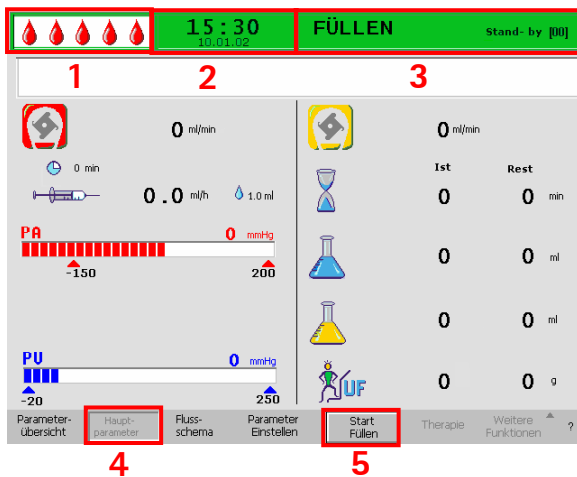 15:30
10.01.02
FÜLLEN
Stand- by [00]
1
2
3
0 ml/min
0 min
0.0 ml/h
1.0 ml
PA
0 mmHg
-150
200
PV
0 mmHg
-20
250
0 ml/min
Ist Rest
0 0 min
0 0 ml
0 0 ml
UF
0 0 g
Parameter-
übersicht
Haupt-
parameter
Fluss-
schema
Parameter
Einstellen
Start
Füllen
Therapie
Weitere
Funktionen
?
4
5